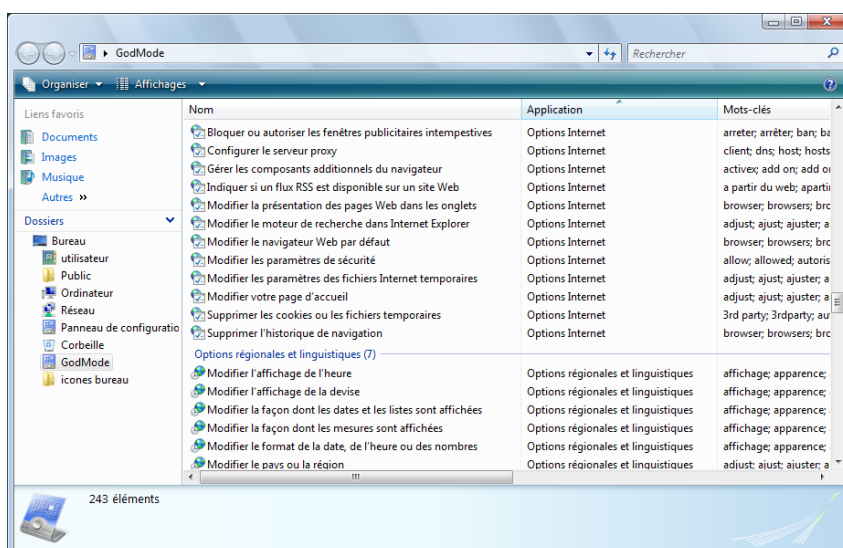 GodMode
Rechercher
Organiser Affichages
Liens favoris
Documents
Images
Musique
Autres »
Dossiers
Bureau
utilisateur
Public
Ordinateur
Réseau
Panneau de configuratio
Corbeille
GodMode
icones bureau
Nom Application Mots-clés
Bloquer ou autoriser les fenêtres publicitaires intempestives Options Internet arreter; arrêter; ban; ba
Configurer le serveur proxy Options Internet client; dns; host; hosts
Gérer les composants additionnels du navigateur Options Internet activex; add on; add o
Indiquer si un flux RSS est disponible sur un site Web Options Internet a partir du web; aparti
Modifier la présentation des pages Web dans les onglets Options Internet browser; browsers; brc
Modifier le moteur de recherche dans Internet Explorer Options Internet adjust; ajust; ajuster; a
Modifier le navigateur Web par défaut Options Internet browser; browsers; brc
Modifier les paramètres de sécurité Options Internet allow; allowed; autoris
Modifier les paramètres des fichiers Internet temporaires Options Internet adjust; ajust; ajuster; a
Modifier votre page d'accueil Options Internet adjust; ajust; ajuster; a
Supprimer les cookies ou les fichiers temporaires Options Internet 3rd party; 3rdparty; au
Supprimer l'historique de navigation Options Internet browser; browsers; brc
Options régionales et linguistiques (7)
Modifier l'affichage de l'heure Options régionales et linguistiques affichage; apparence;
Modifier l'affichage de la devise Options régionales et linguistiques affichage; apparence;
Modifier la façon dont les dates et les listes sont affichées Options régionales et linguistiques affichage; apparence;
Modifier la façon dont les mesures sont affichées Options régionales et linguistiques affichage; apparence;
Modifier le format de la date, de l'heure ou des nombres Options régionales et linguistiques affichage; apparence;
Modifier le pays ou la région Options régionales et linguistiques adjust; ajust; ajuster; a
243 éléments